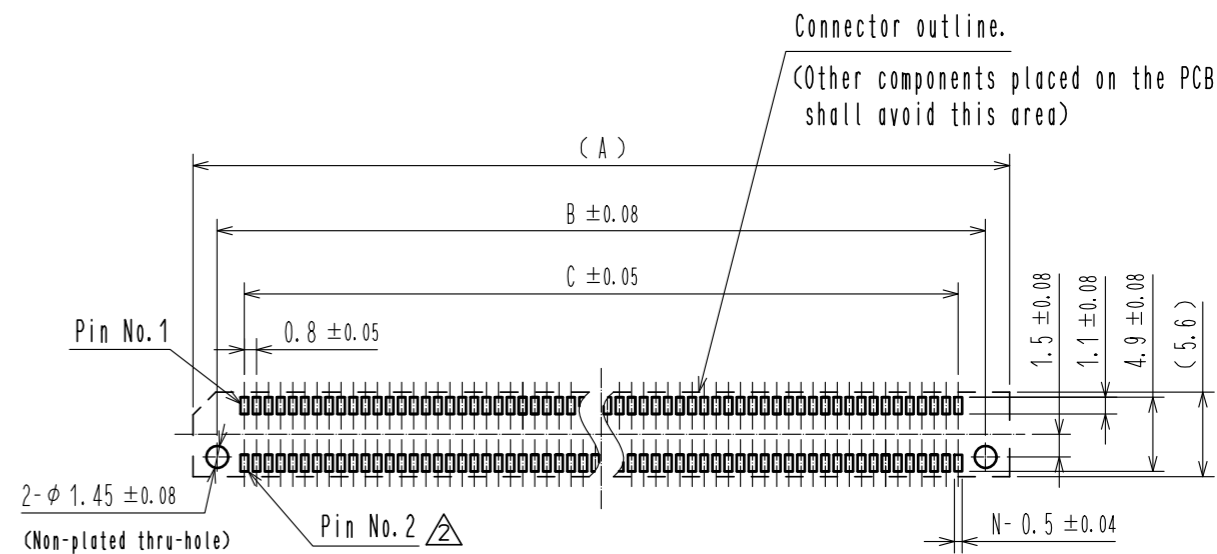 Connector outline.
(Other components placed on the PCB
shall avoid this area)
(A)
B ±0.08
C ±0.05
Pin No.1
0.8 ±0.05
1.5 ±0.08
1.1 ±0.08
4.9 ±0.08
(5.6)
2-φ 1.45 ±0.08
(Non-plated thru-hole)
Pin No.2 2
N- 0.5 ±0.04